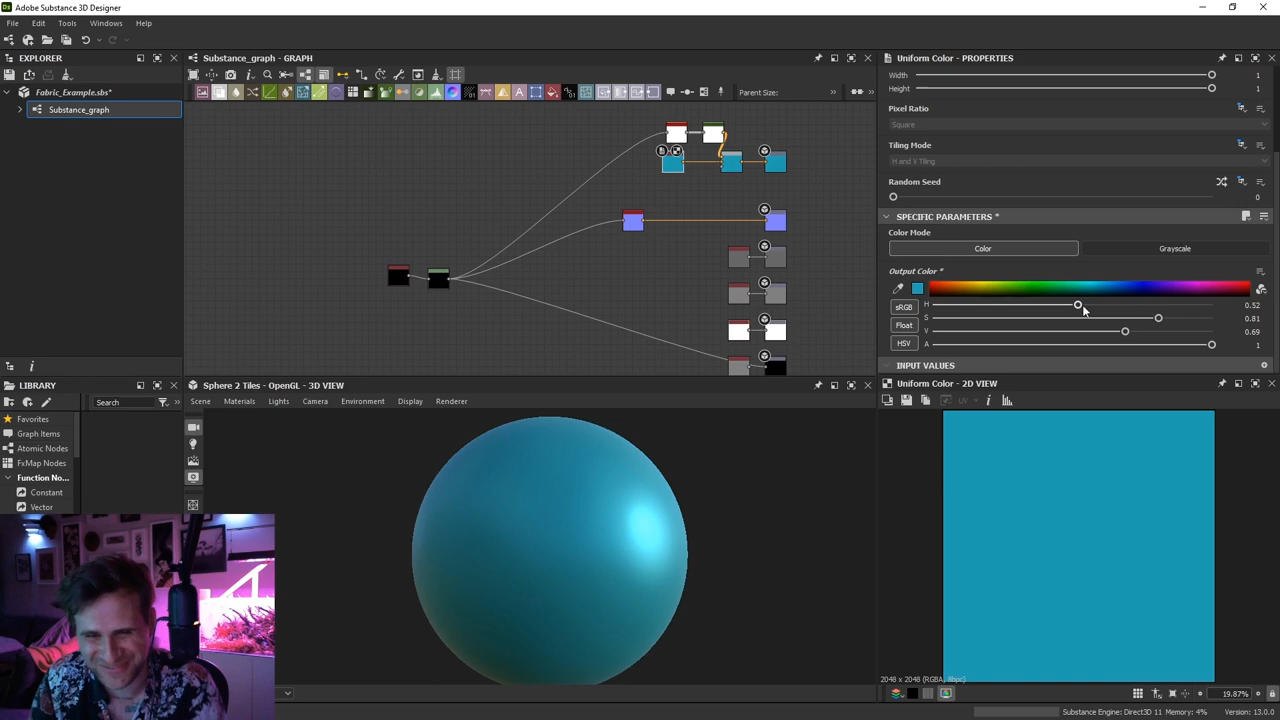 Ds Adobe Substance 3D Designer
File Edit Tools Windows Help
EXPLORER
Fabric_Example.sbs*
Substance_graph
Substance_graph - GRAPH
Parent Size:
Uniform Color - PROPERTIES
Width 1
Height 1
Pixel Ratio
Square
Tiling Mode
H and V Tiling
Random Seed
0
SPECIFIC PARAMETERS *
Color Mode
Color Grayscale
Output Color *
sRGB H 0.52
S 0.81
Float V 0.69
HSV A 1
INPUT VALUES
LIBRARY
Search
Favorites
Graph Items
Atomic Nodes
FxMap Nodes
Function No...
Constant
Vector
Sphere 2 Tiles - OpenGL - 3D VIEW
Scene Materials Lights Camera Environment Display Renderer
Uniform Color - 2D VIEW
UV
2048 x 2048 (RGBA, 8bpc)
19.87%
Substance Engine: Direct3D 11 Memory: 4% Version: 13.0.0